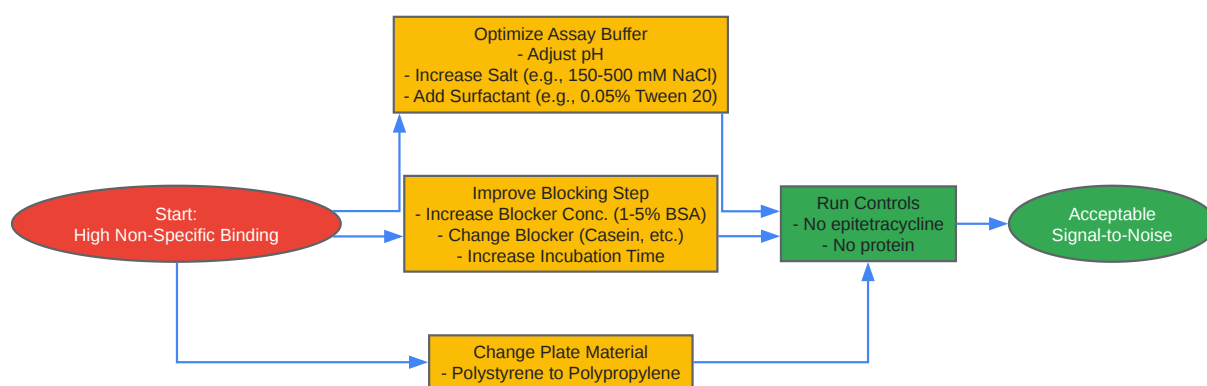 Optimize Assay Buffer
- Adjust pH
- Increase Salt (e.g., 150-500 mM NaCl)
- Add Surfactant (e.g., 0.05% Tween 20)
Start:
High Non-Specific Binding
Improve Blocking Step
- Increase Blocker Conc. (1-5% BSA)
- Change Blocker (Casein, etc.)
- Increase Incubation Time
Run Controls
- No epitetracycline
- No protein
Acceptable
Signal-to-Noise
Change Plate Material
- Polystyrene to Polypropylene